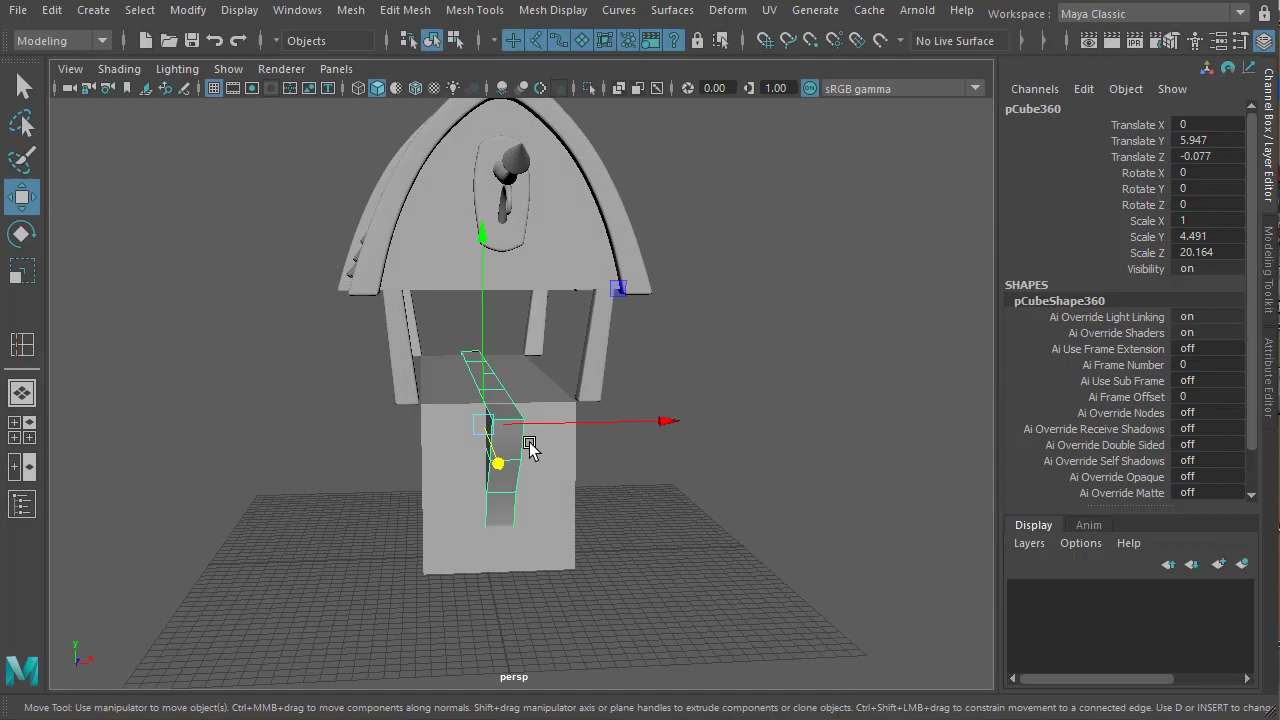 File Edit Create Select Modify Display Windows Mesh Edit Mesh Mesh Tools Mesh Display Curves Surfaces Deform UV Generate Cache Arnold Help Workspace : Maya Classic
Modeling Objects No Live Surface
View Shading Lighting Show Renderer Panels
0.00 1.00 ON sRGB gamma
Channels Edit Object Show
pCube360
Translate X 0
Translate Y 5.947
Translate Z -0.077
Rotate X 0
Rotate Y 0
Rotate Z 0
Scale X 1
Scale Y 4.491
Scale Z 20.164
Visibility on
SHAPES
pCubeShape360
Ai Override Light Linking on
Ai Override Shaders on
Ai Use Frame Extension off
Ai Frame Number 0
Ai Use Sub Frame off
Ai Frame Offset 0
Ai Override Nodes off
Ai Override Receive Shadows off
Ai Override Double Sided off
Ai Override Self Shadows off
Ai Override Opaque off
Ai Override Matte off
Display Anim
Layers Options Help
Channel Box / Layer Editor
Modeling Toolkit
Attribute Editor
y
x
persp
Move Tool: Use manipulator to move object(s). Ctrl+MMB+drag to move components along normals. Shift+drag manipulator axis or plane handles to extrude components or clone objects. Ctrl+Shift+LMB+drag to constrain movement to a connected edge. Use D or INSERT to